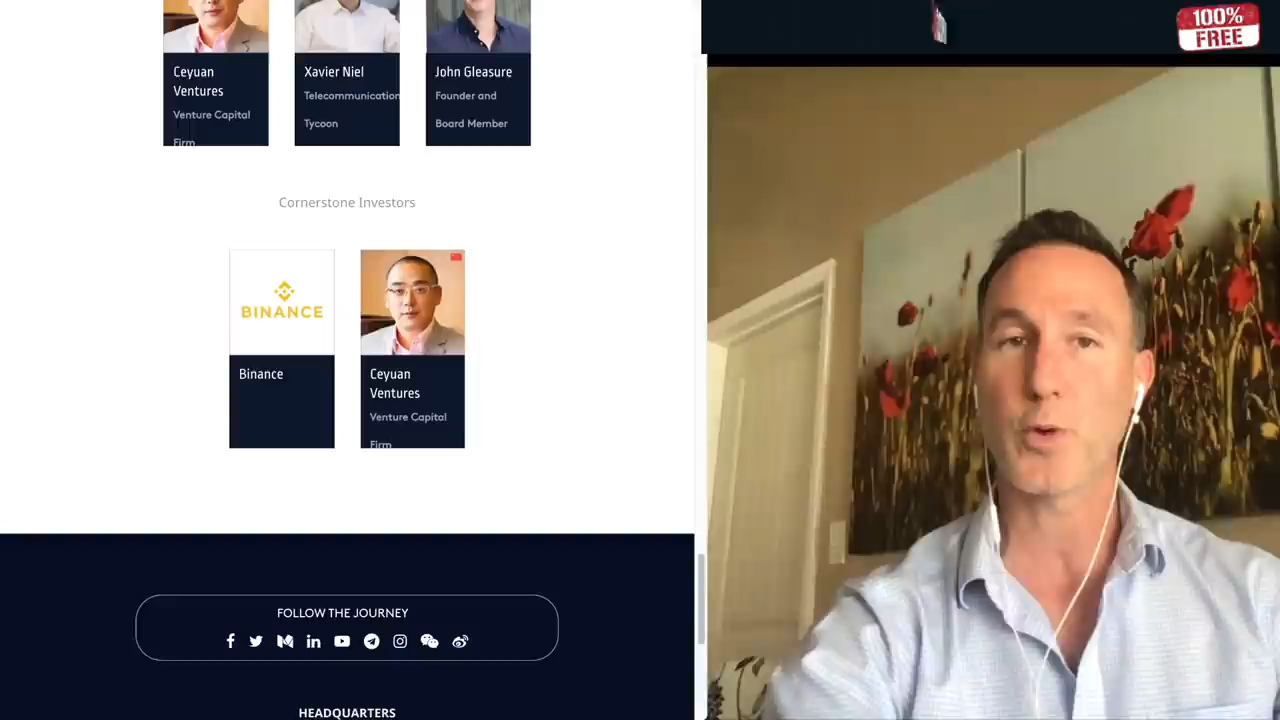 Ceyuan
Ventures
Venture Capital
Firm
Xavier Niel
Telecommunication
Tycoon
John Gleasure
Founder and
Board Member
Cornerstone Investors
BINANCE
Binance
Ceyuan
Ventures
Venture Capital
Firm
FOLLOW THE JOURNEY
HEADQUARTERS
100%
FREE